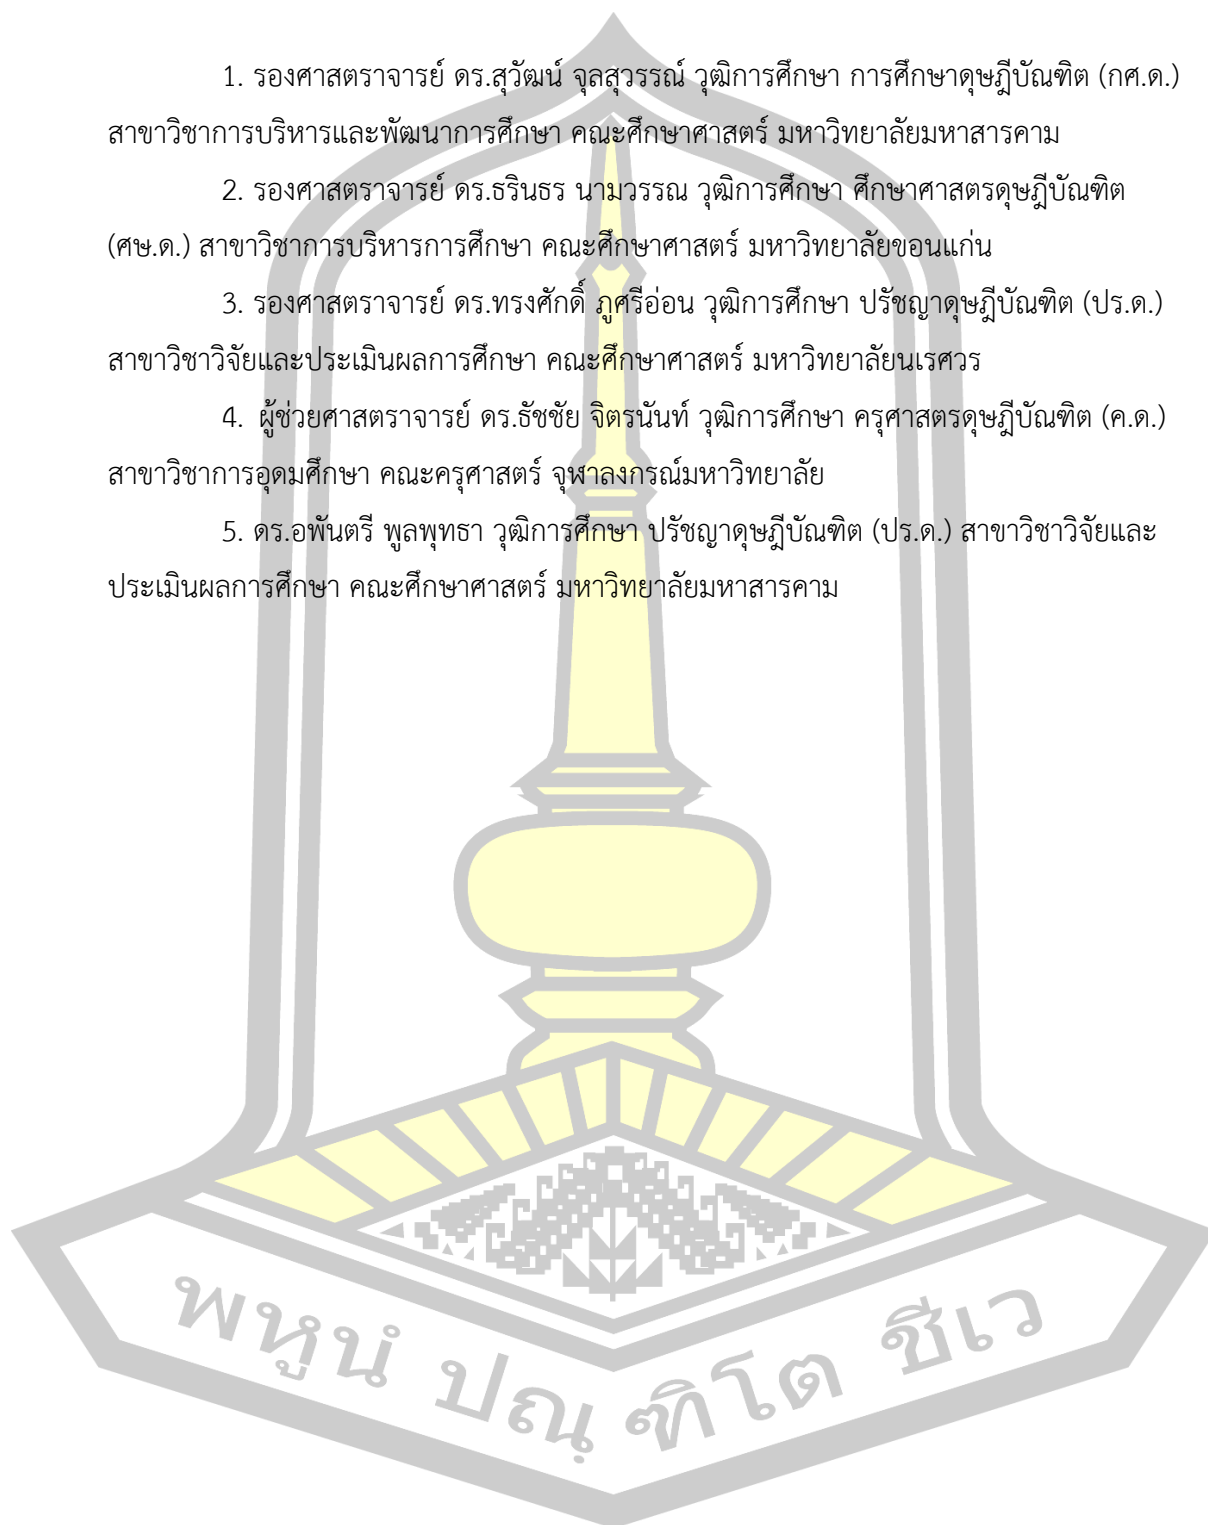 1. รองศาสตราจารย์ ดร.สุวัฒน์ จุลสุวรรณ์ วุฒิการศึกษา การศึกษาดุษฎีบัณฑิต (กศ.ด.)
สาขาวิชาการบริหารและพัฒนาการศึกษา คณะศึกษาศาสตร์ มหาวิทยาลัยมหาสารคาม
2. รองศาสตราจารย์ ดร.ธรินธร นามวรรณ วุฒิการศึกษา ศึกษาศาสตรดุษฎีบัณฑิต
(ศษ.ด.) สาขาวิชาการบริหารการศึกษา คณะศึกษาศาสตร์ มหาวิทยาลัยขอนแก่น
3. รองศาสตราจารย์ ดร.ทรงศักดิ์ ภูศรีอ่อน วุฒิการศึกษา ปรัชญาดุษฎีบัณฑิต (ปร.ด.)
สาขาวิชาวิจัยและประเมินผลการศึกษา คณะศึกษาศาสตร์ มหาวิทยาลัยนเรศวร
4. ผู้ช่วยศาสตราจารย์ ดร.ธัชชัย จิตรนันท์ วุฒิการศึกษา ครุศาสตรดุษฎีบัณฑิต (ค.ด.)
สาขาวิชาการอุดมศึกษา คณะครุศาสตร์ จุฬาลงกรณ์มหาวิทยาลัย
5. ดร.อพันตรี พูลพุทธา วุฒิการศึกษา ปรัชญาดุษฎีบัณฑิต (ปร.ด.) สาขาวิชาวิจัยและ
ประเมินผลการศึกษา คณะศึกษาศาสตร์ มหาวิทยาลัยมหาสารคาม
พหูนํ ปณฺ ฑิโต ชีเว